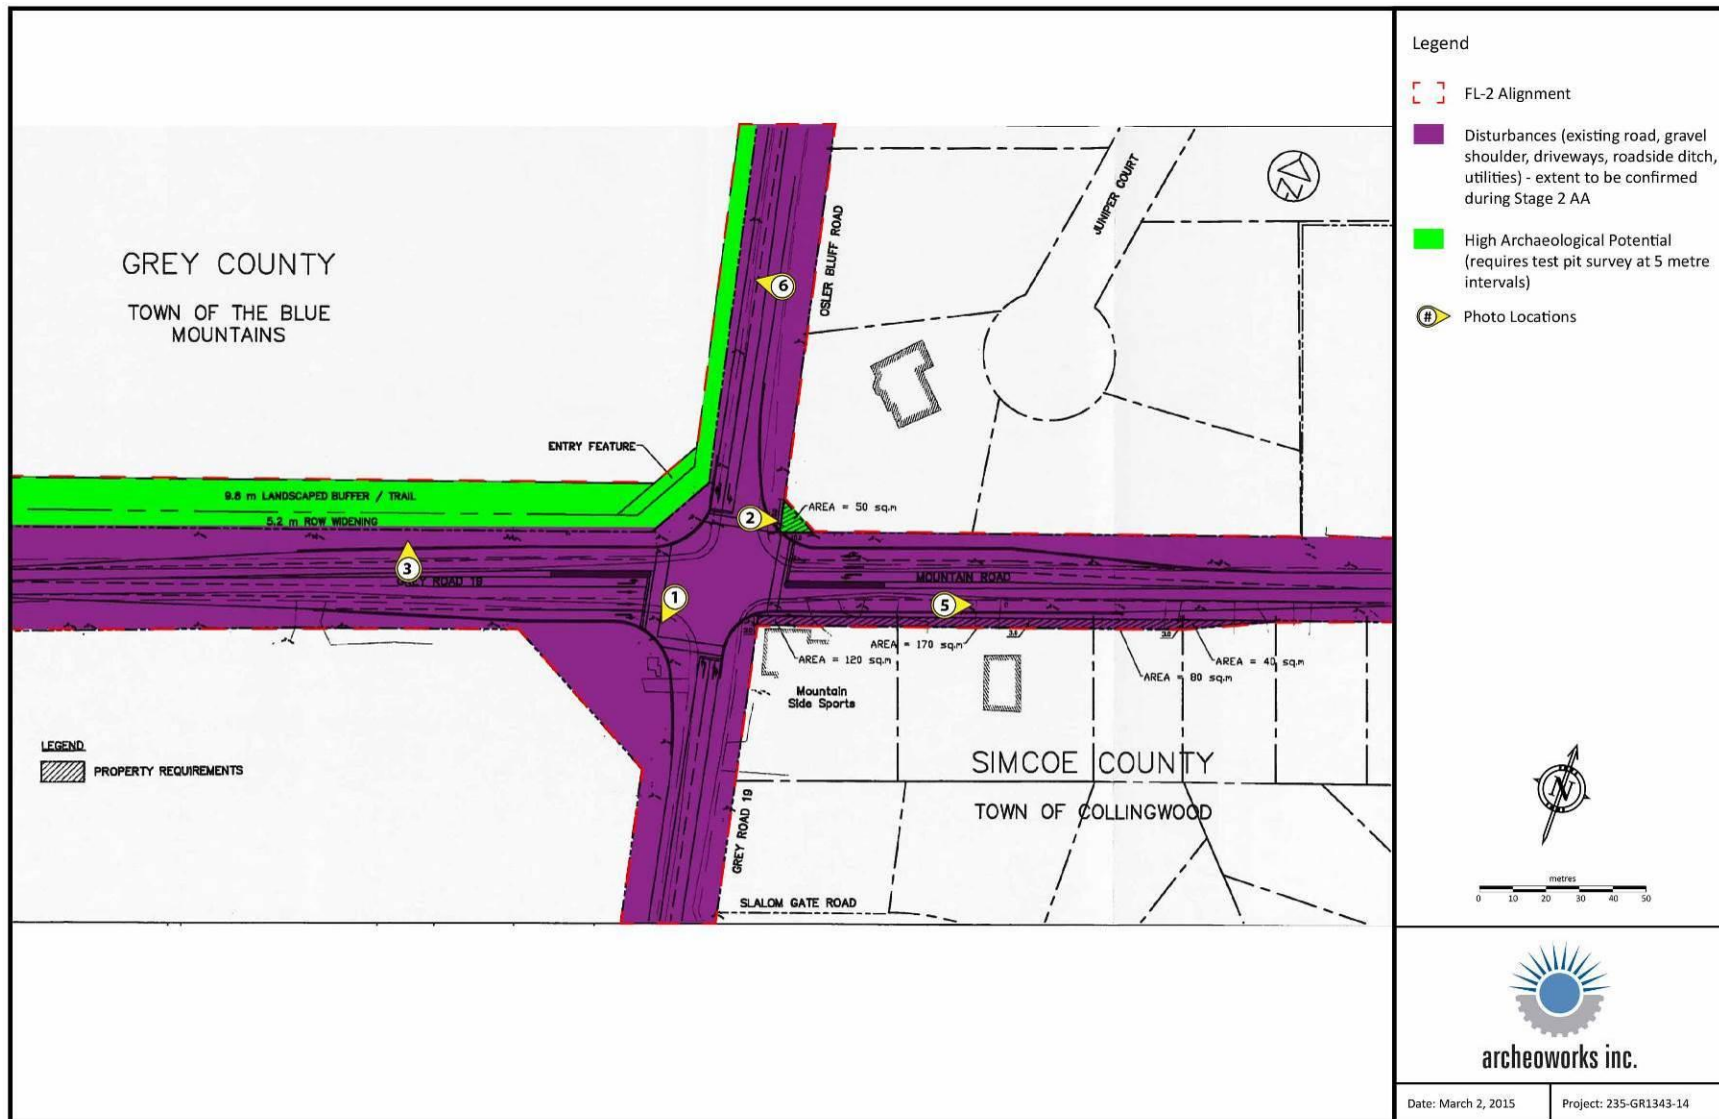 GREY COUNTY
TOWN OF THE BLUE
MOUNTAINS
ENTRY FEATURE
9.8 m LANDSCAPED BUFFER / TRAIL
5.2 m ROW WIDENING
GREY ROAD 19
OSLER BLUFF ROAD
JUNIPER COURT
N
AREA = 50 sq.m
MOUNTAIN ROAD
1
2
3
5
6
AREA = 120 sq.m
AREA = 170 sq.m
3.0
AREA = 80 sq.m
AREA = 40 sq.m
Mountain
Side Sports
SIMCOE COUNTY
TOWN OF COLLINGWOOD
GREY ROAD 19
SLALOM GATE ROAD
LEGEND
PROPERTY REQUIREMENTS
Legend
FL-2 Alignment
Disturbances (existing road, gravel
shoulder, driveways, roadside ditch,
utilities) - extent to be confirmed
during Stage 2 AA
High Archaeological Potential
(requires test pit survey at 5 metre
intervals)
# Photo Locations
N
metres
0 10 20 30 40 50
archeoworks inc.
Date: March 2, 2015
Project: 235-GR1343-14